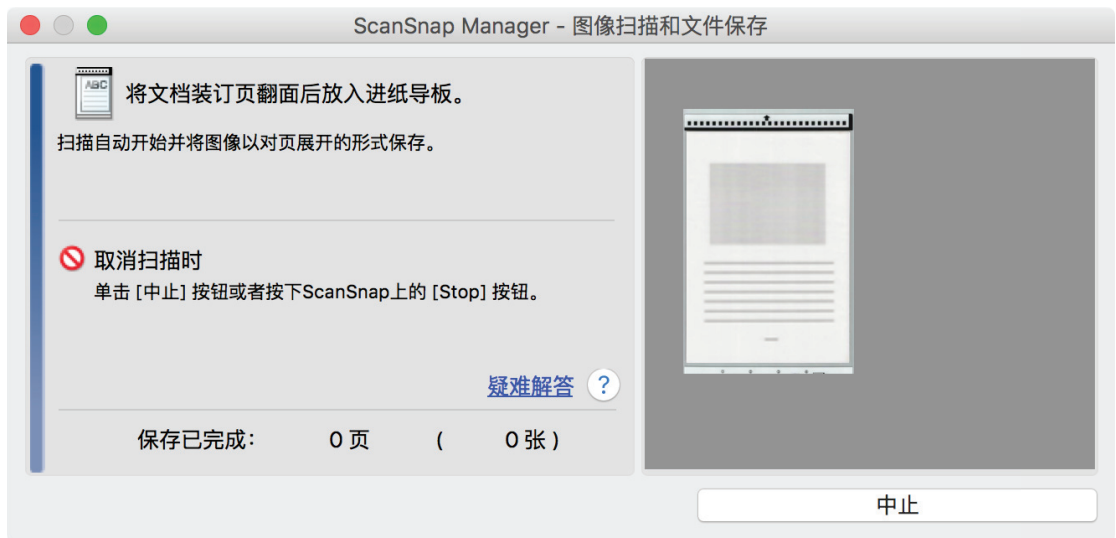 ScanSnap Manager - 图像扫描和文件保存
ABC
将文档装订页翻面后放入进纸导板。
扫描自动开始并将图像以对页展开的形式保存。
取消扫描时
单击 [中止] 按钮或者按下ScanSnap上的 [Stop] 按钮。
疑难解答 ?
保存已完成： 0 页 ( 0 张 )
中止